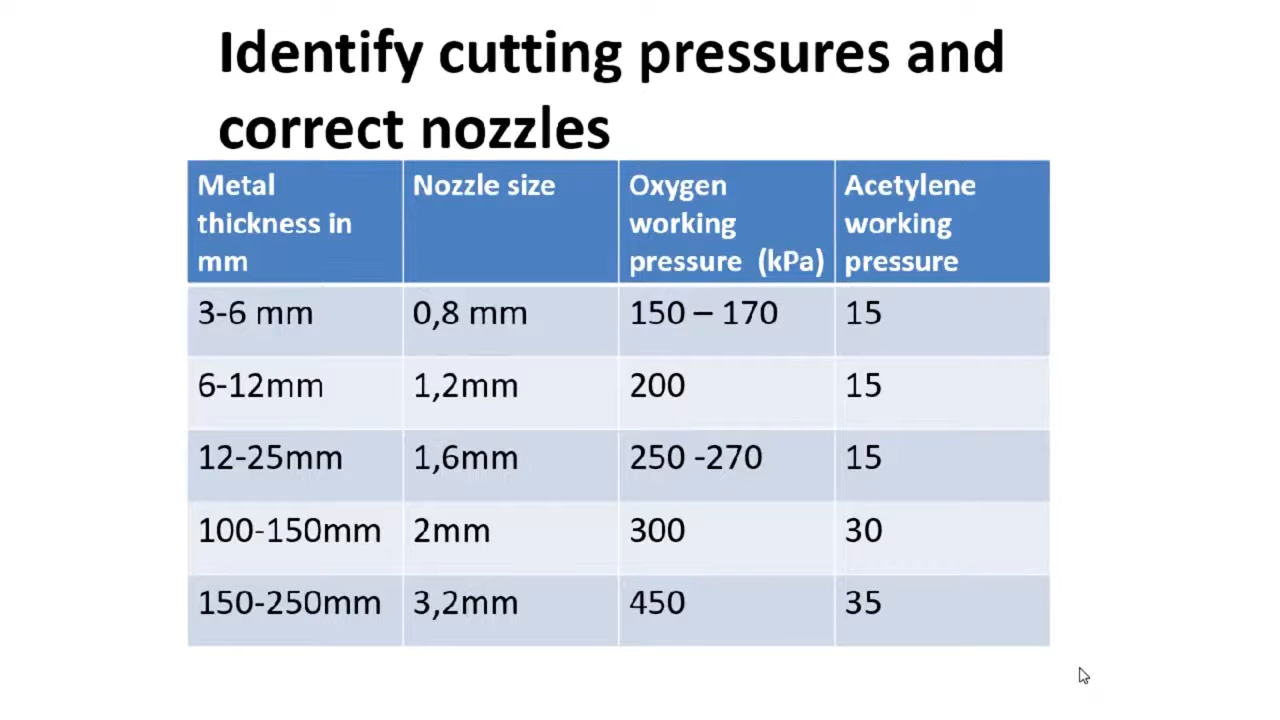 Identify cutting pressures and
correct nozzles
Metal
thickness in
mm
Nozzle size
Oxygen
working
pressure (kPa)
Acetylene
working
pressure
3-6 mm
0,8 mm
150 – 170
15
6-12mm
1,2mm
200
15
12-25mm
1,6mm
250 -270
15
100-150mm
2mm
300
30
150-250mm
3,2mm
450
35